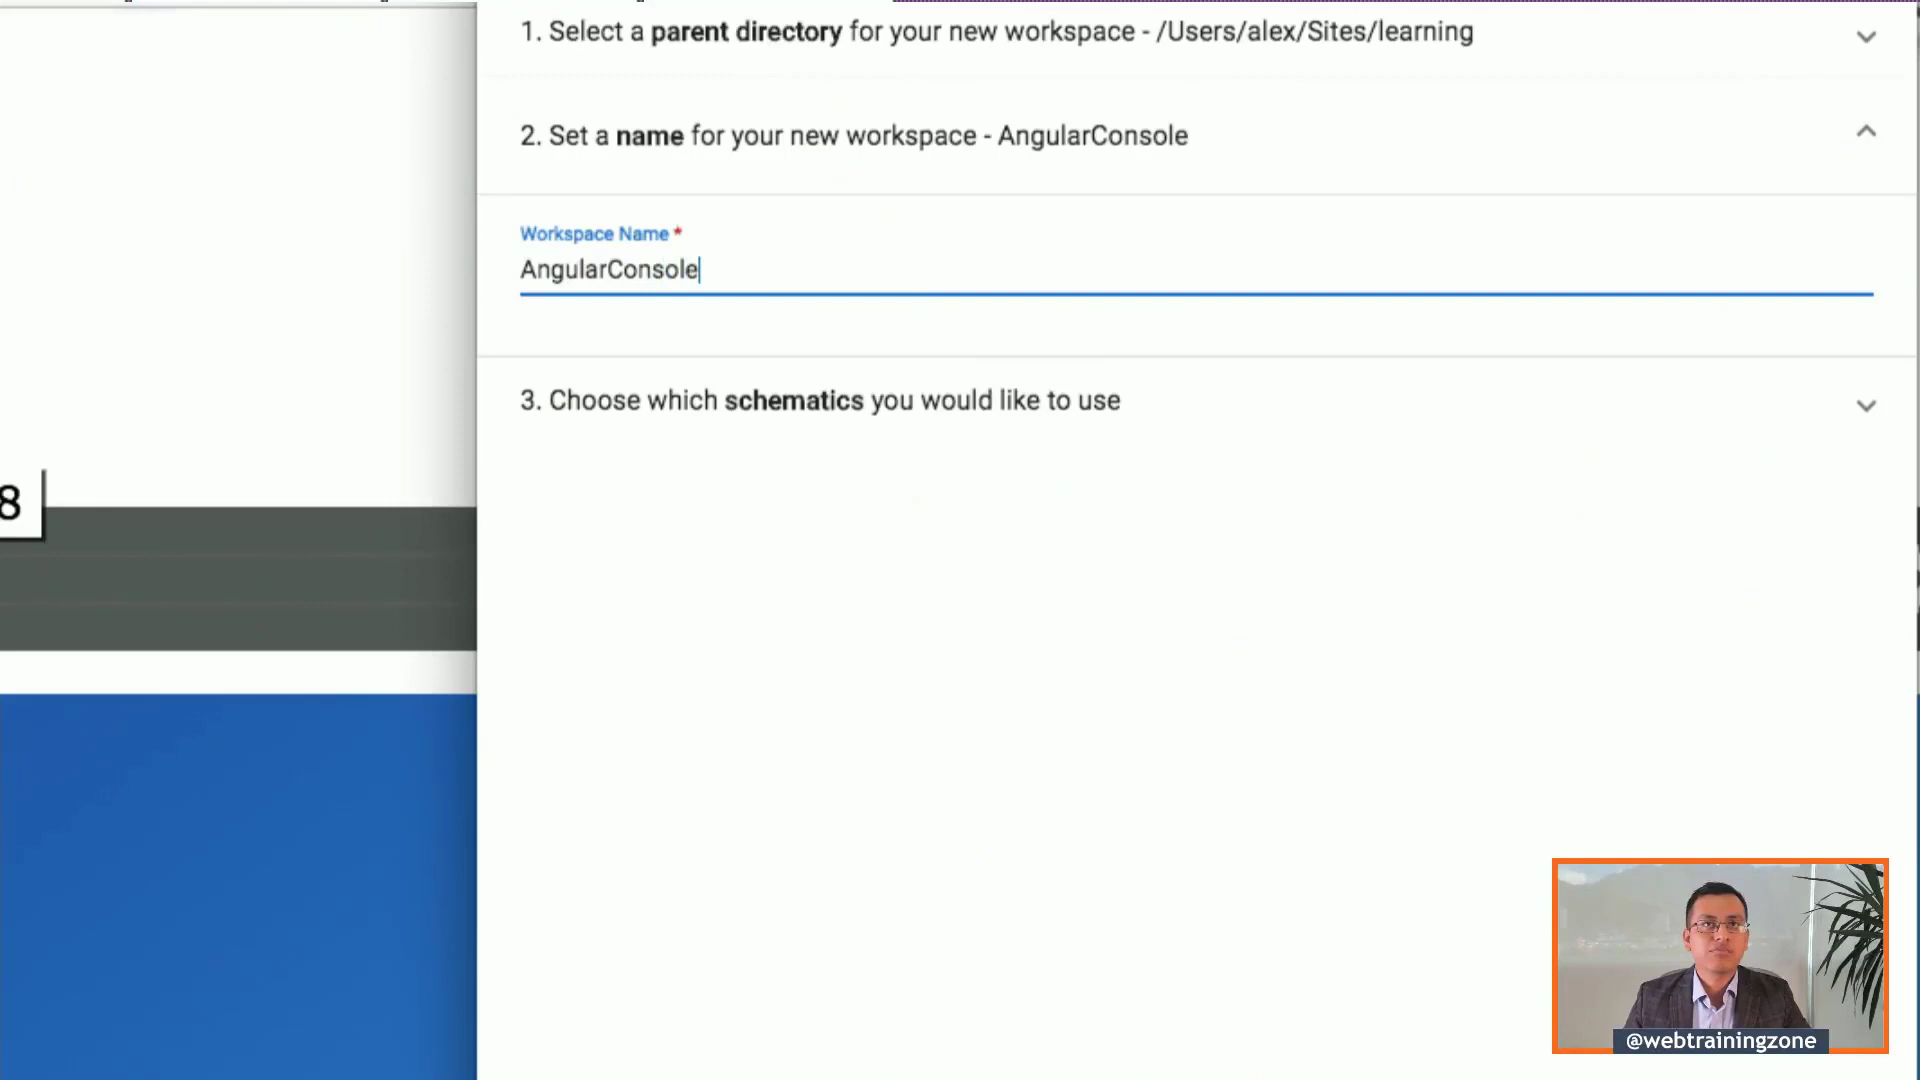 1. Select a parent directory for your new workspace - /Users/alex/Sites/learning
2. Set a name for your new workspace - AngularConsole
Workspace Name *
AngularConsole
3. Choose which schematics you would like to use
8
@webtrainingzone